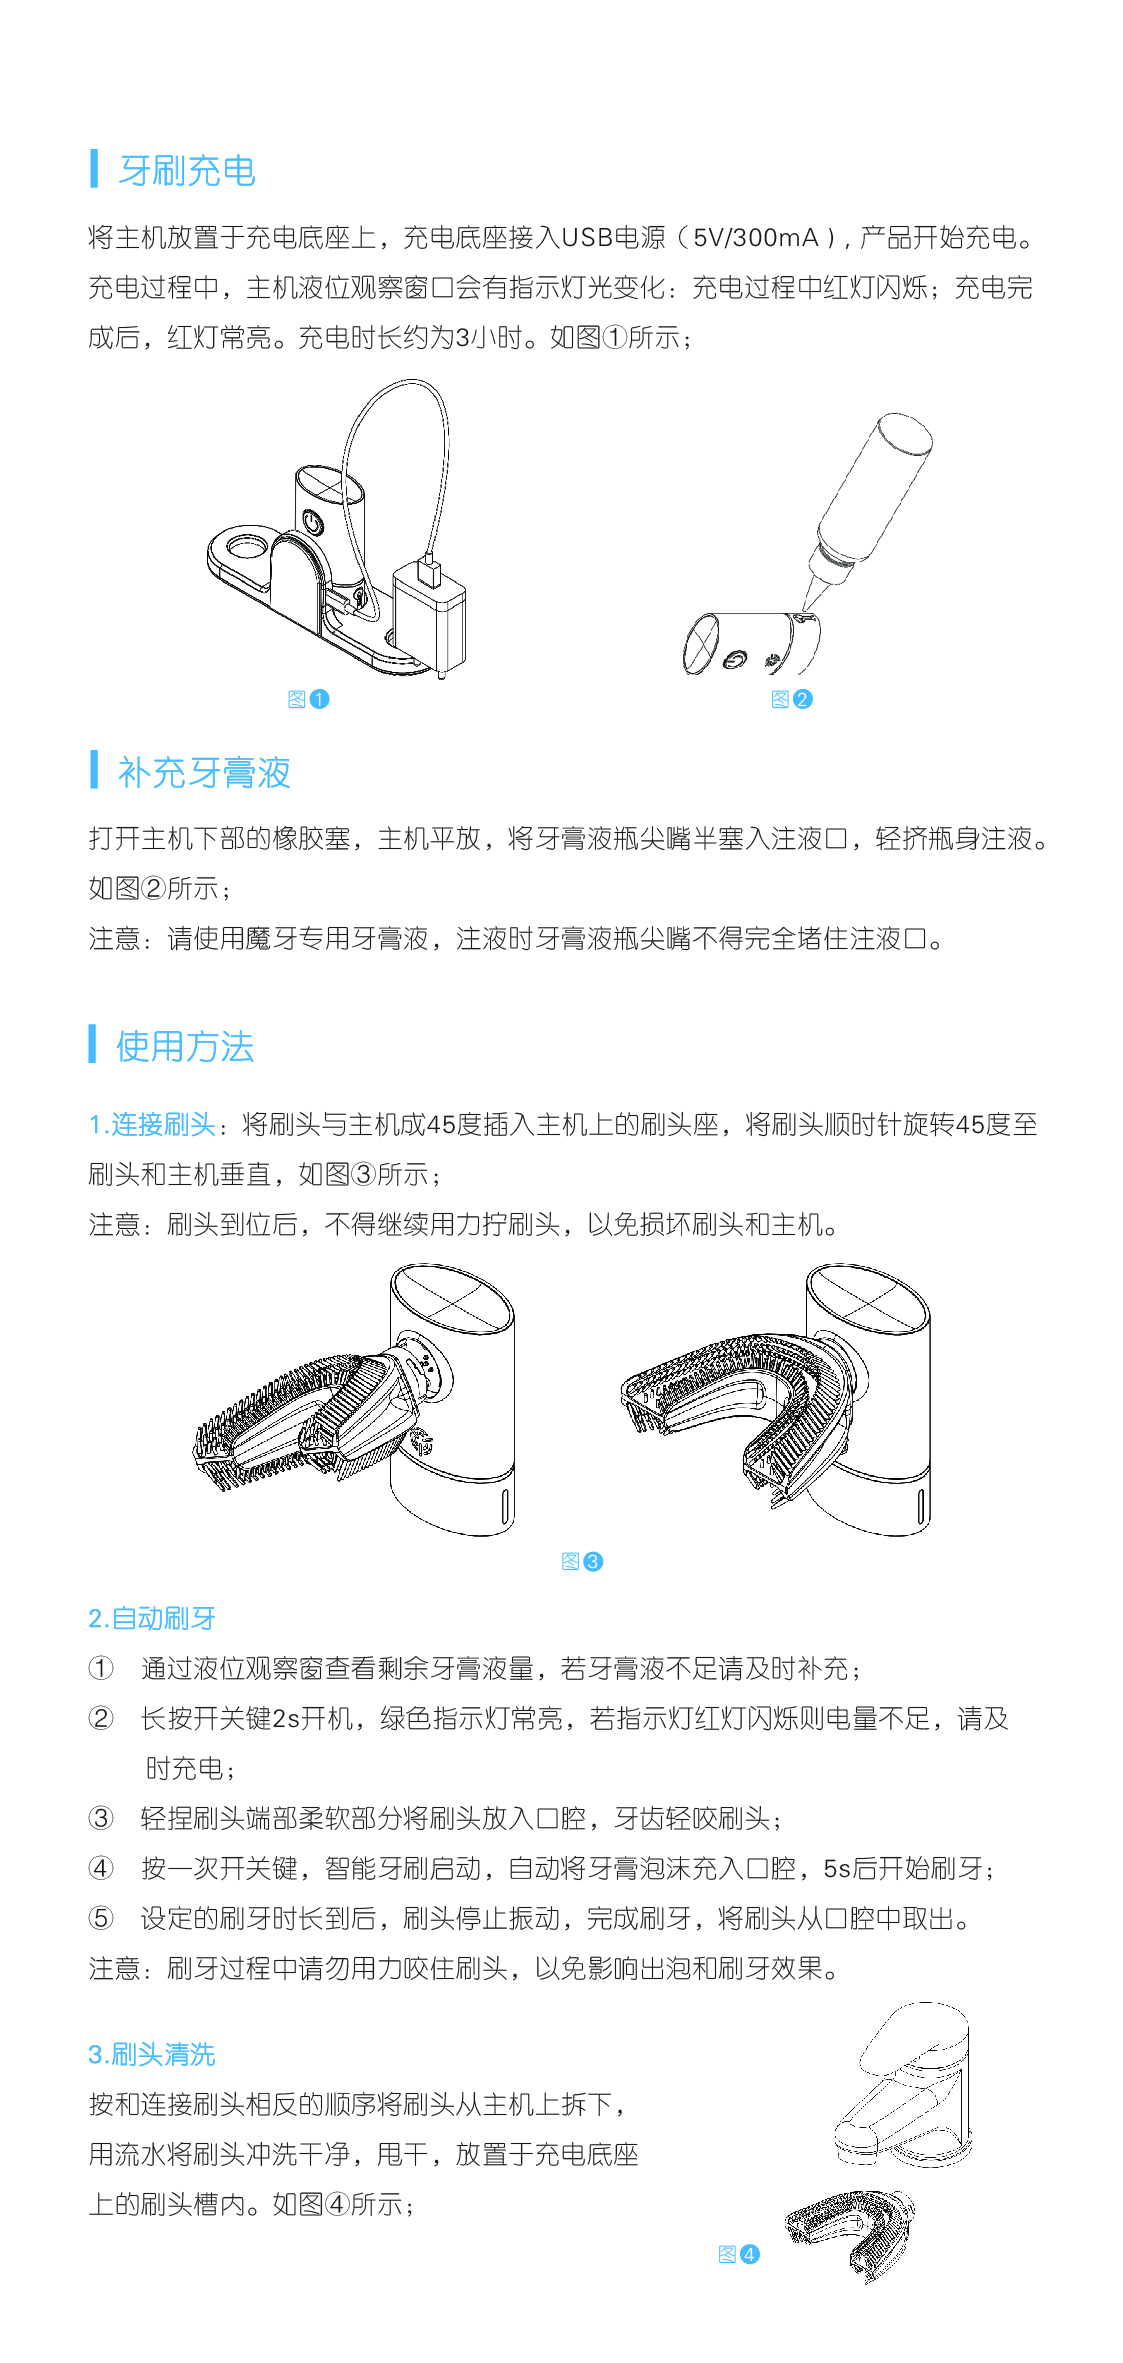 牙刷充电
将主机放置于充电底座上，充电底座接入USB电源（5V/300mA），产品开始充电。
充电过程中，主机液位观察窗口会有指示灯光变化：充电过程中红灯闪烁；充电完
成后，红灯常亮。充电时长约为3小时。如图①所示；
图❶
图❷
补充牙膏液
打开主机下部的橡胶塞，主机平放，将牙膏液瓶尖嘴半塞入注液口，轻挤瓶身注液。
如图②所示；
注意：请使用魔牙专用牙膏液，注液时牙膏液瓶尖嘴不得完全堵住注液口。
使用方法
1.连接刷头：将刷头与主机成45度插入主机上的刷头座，将刷头顺时针旋转45度至
刷头和主机垂直，如图③所示；
注意：刷头到位后，不得继续用力拧刷头，以免损坏刷头和主机。
图❸
2.自动刷牙
① 通过液位观察窗查看剩余牙膏液量，若牙膏液不足请及时补充；
② 长按开关键2s开机，绿色指示灯常亮，若指示灯红灯闪烁则电量不足，请及
时充电；
③ 轻捏刷头端部柔软部分将刷头放入口腔，牙齿轻咬刷头；
④ 按一次开关键，智能牙刷启动，自动将牙膏泡沫充入口腔，5s后开始刷牙；
⑤ 设定的刷牙时长到后，刷头停止振动，完成刷牙，将刷头从口腔中取出。
注意：刷牙过程中请勿用力咬住刷头，以免影响出泡和刷牙效果。
3.刷头清洗
按和连接刷头相反的顺序将刷头从主机上拆下，
用流水将刷头冲洗干净，甩干，放置于充电底座
上的刷头槽内。如图④所示；
图❹